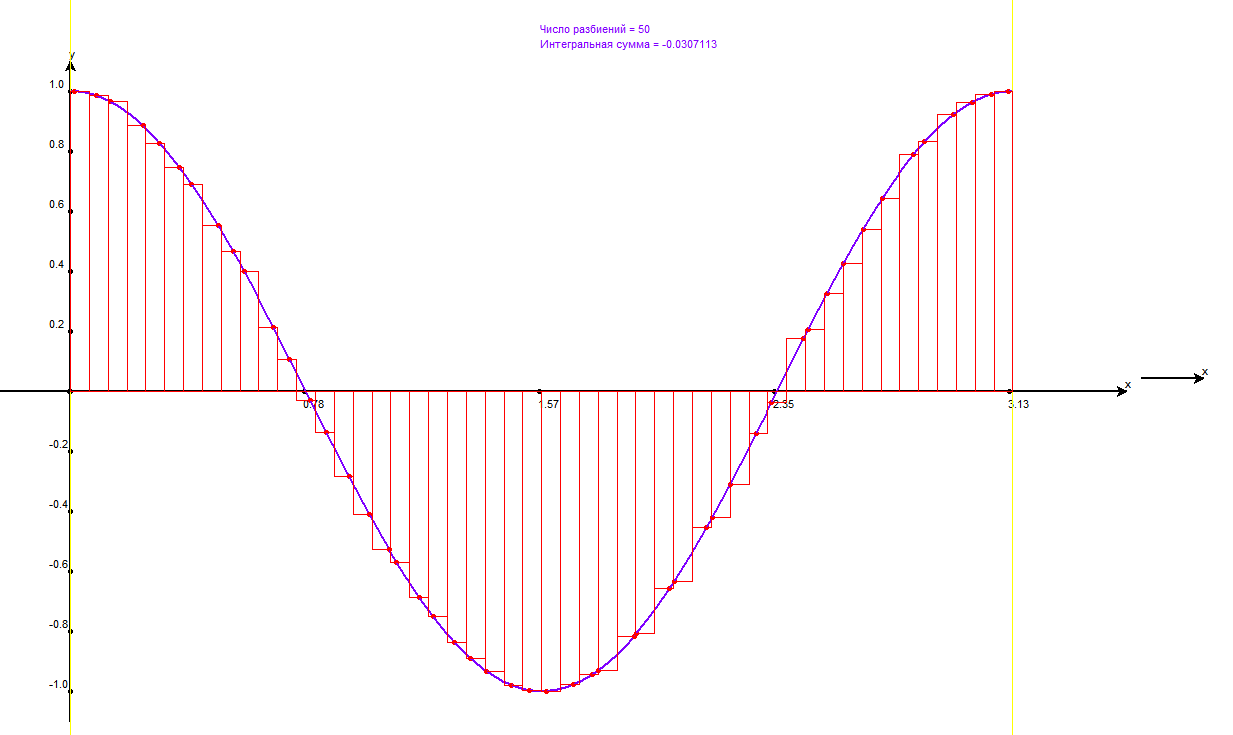 Число разбиений = 50
Интегральная сумма = -0.0307113
y
1.0
0.8
0.6
0.4
0.2
x
x
0.78
1.57
2.35
3.13
-0.2
-0.4
-0.6
-0.8
-1.0